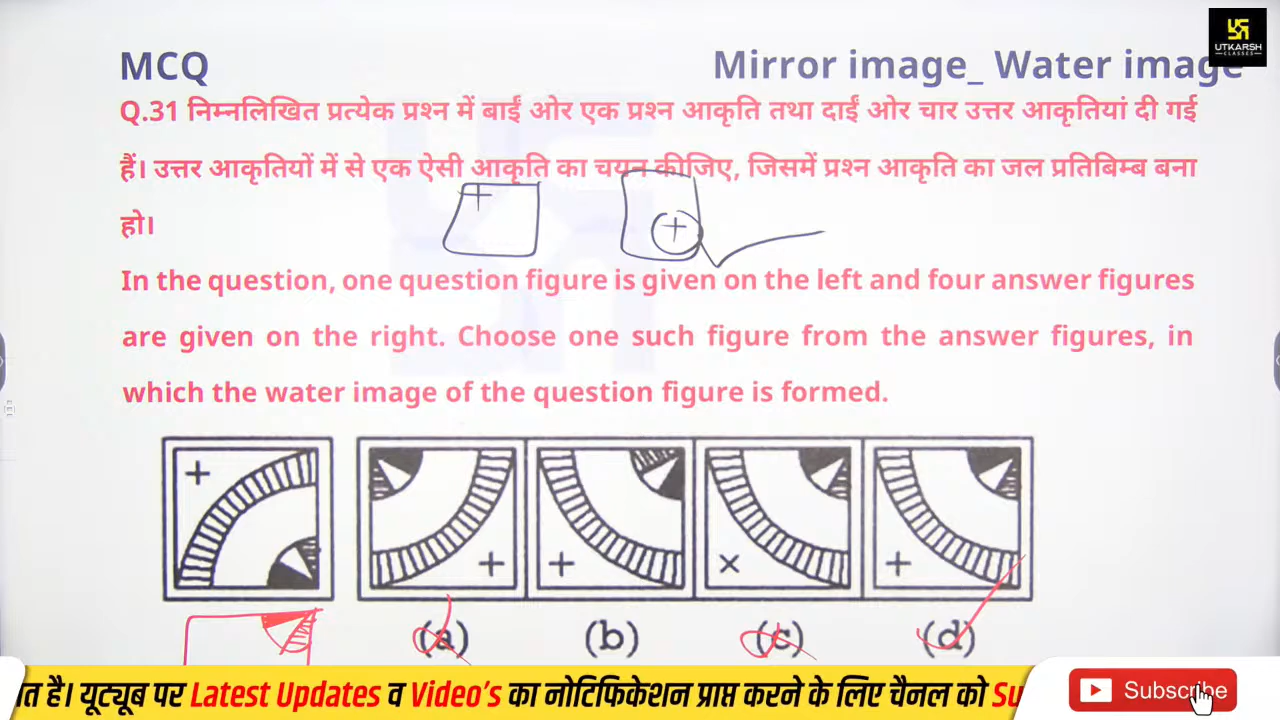 UTKARSH
CLASSES
MCQ
Mirror image_ Water image
Q.31 निम्नलिखित प्रत्येक प्रश्न में बाईं ओर एक प्रश्न आकृति तथा दाईं ओर चार उत्तर आकृतियां दी गई
हैं। उत्तर आकृतियों में से एक ऐसी आकृति का चयन कीजिए, जिसमें प्रश्न आकृति का जल प्रतिबिम्ब बना
हो।
In the question, one question figure is given on the left and four answer figures
are given on the right. Choose one such figure from the answer figures, in
which the water image of the question figure is formed.
(a) (b) (c) (d)
त है। यूट्यूब पर Latest Updates व Video's का नोटिफिकेशन प्राप्त करने के लिए चैनल को Su
Subscribe